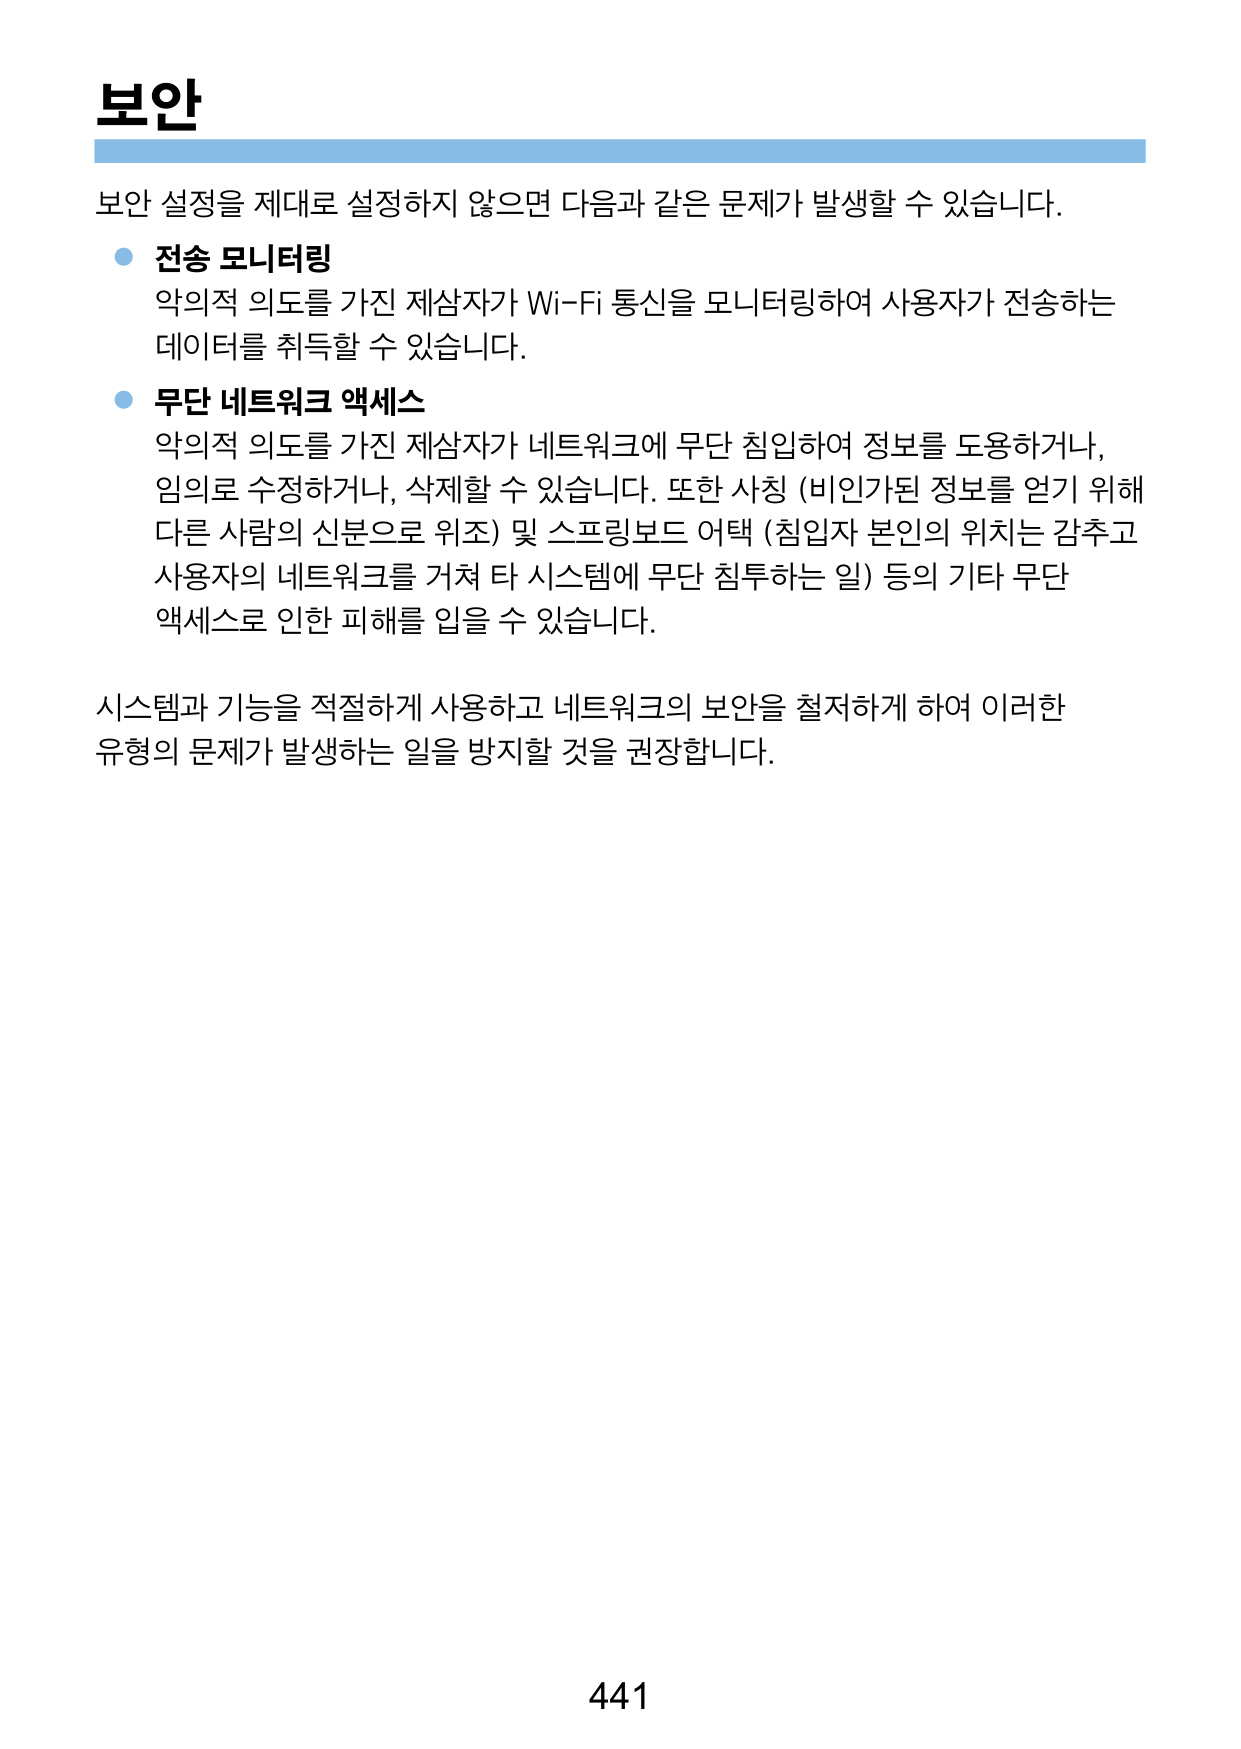 보안
보안 설정을 제대로 설정하지 않으면 다음과 같은 문제가 발생할 수 있습니다.
● 전송 모니터링
악의적 의도를 가진 제삼자가 Wi-Fi 통신을 모니터링하여 사용자가 전송하는
데이터를 취득할 수 있습니다.
● 무단 네트워크 액세스
악의적 의도를 가진 제삼자가 네트워크에 무단 침입하여 정보를 도용하거나,
임의로 수정하거나, 삭제할 수 있습니다. 또한 사칭 (비인가된 정보를 얻기 위해
다른 사람의 신분으로 위조) 및 스프링보드 어택 (침입자 본인의 위치는 감추고
사용자의 네트워크를 거쳐 타 시스템에 무단 침투하는 일) 등의 기타 무단
액세스로 인한 피해를 입을 수 있습니다.
시스템과 기능을 적절하게 사용하고 네트워크의 보안을 철저하게 하여 이러한
유형의 문제가 발생하는 일을 방지할 것을 권장합니다.
441